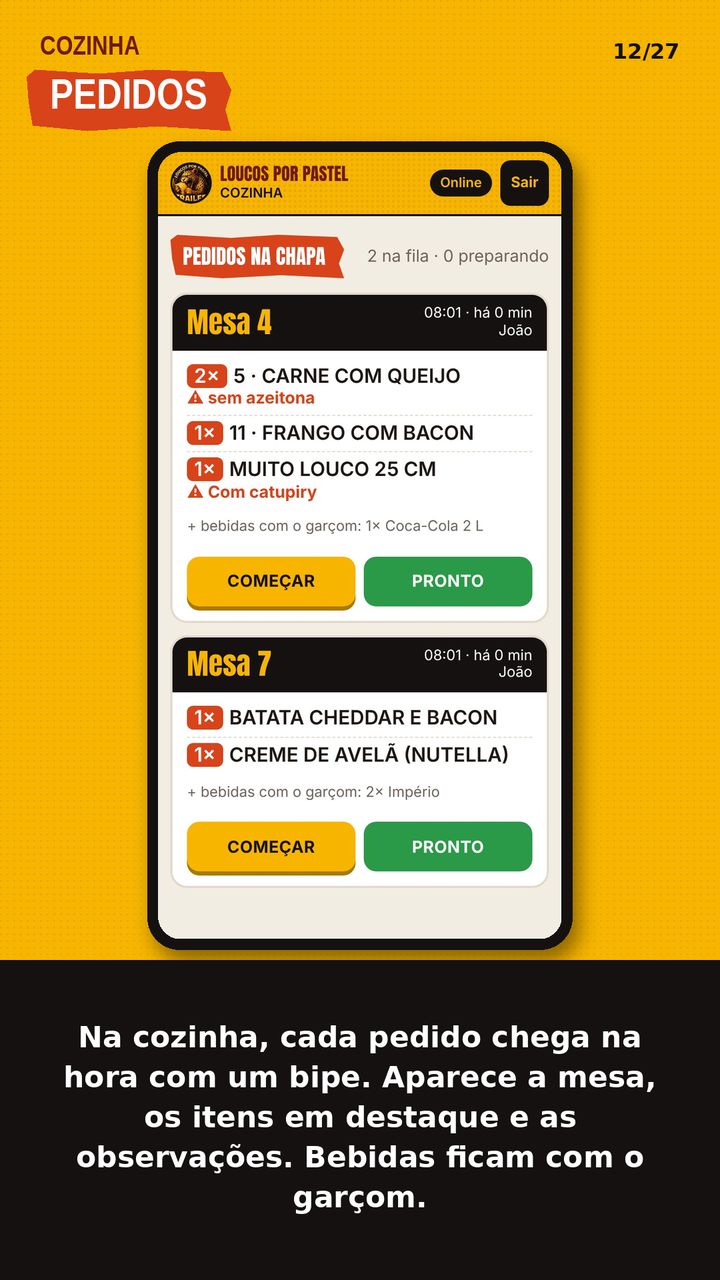 COZINHA
12/27
PEDIDOS
LOUCOS POR PASTEL
COZINHA
Online
Sair
PEDIDOS NA CHAPA
2 na fila · 0 preparando
Mesa 4
08:01 · há 0 min
João
2× 5 · CARNE COM QUEIJO
⚠ sem azeitona
1× 11 · FRANGO COM BACON
1× MUITO LOUCO 25 CM
⚠ Com catupiry
+ bebidas com o garçom: 1× Coca-Cola 2 L
COMEÇAR
PRONTO
Mesa 7
08:01 · há 0 min
João
1× BATATA CHEDDAR E BACON
1× CREME DE AVELÃ (NUTELLA)
+ bebidas com o garçom: 2× Império
COMEÇAR
PRONTO
Na cozinha, cada pedido chega na
hora com um bipe. Aparece a mesa,
os itens em destaque e as
observações. Bebidas ficam com o
garçom.